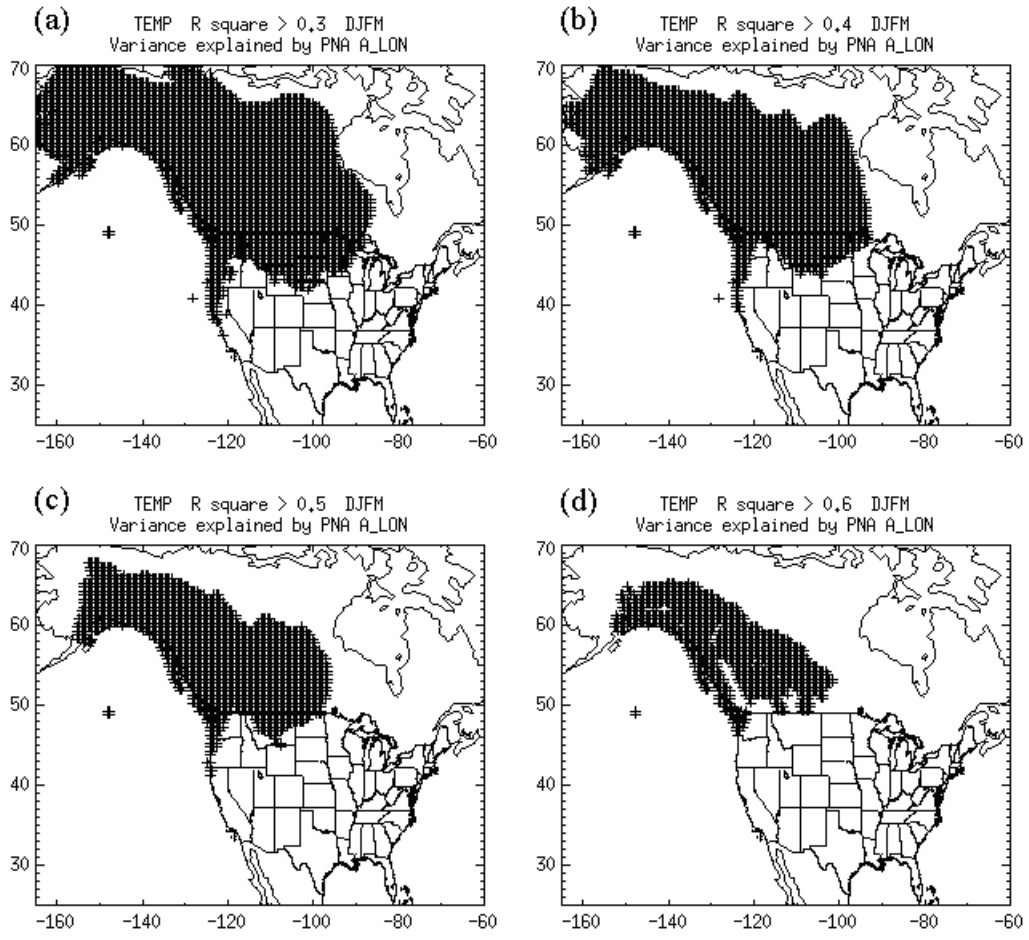 (a) TEMP R square > 0.3 DJFM
Variance explained by PNA A_LON
70
60
50
40
30
-160 -140 -120 -100 -80 -60
(b) TEMP R square > 0.4 DJFM
Variance explained by PNA A_LON
70
60
50
40
30
-160 -140 -120 -100 -80 -60
(c) TEMP R square > 0.5 DJFM
Variance explained by PNA A_LON
70
60
50
40
30
-160 -140 -120 -100 -80 -60
(d) TEMP R square > 0.6 DJFM
Variance explained by PNA A_LON
70
60
50
40
30
-160 -140 -120 -100 -80 -60